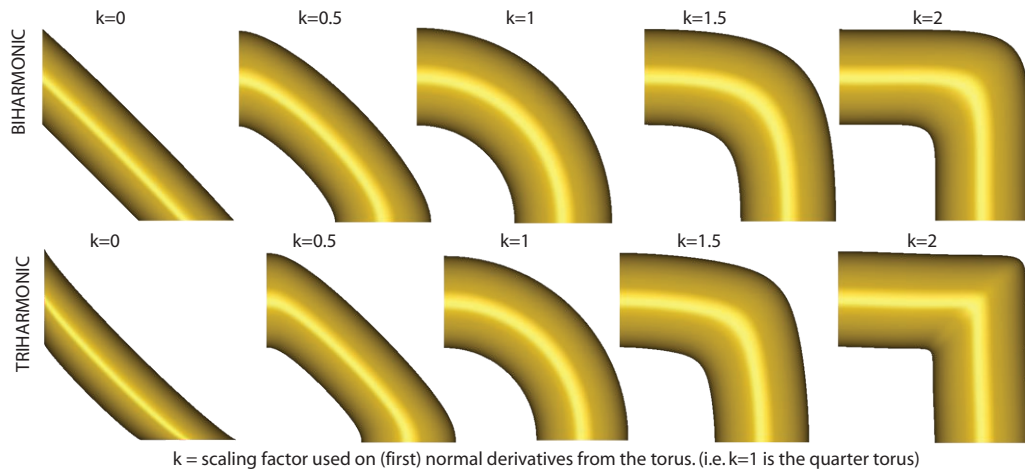 k=0 k=0.5 k=1 k=1.5 k=2
BIHARMONIC
k=0 k=0.5 k=1 k=1.5 k=2
TRIHARMONIC
k = scaling factor used on (first) normal derivatives from the torus. (i.e. k=1 is the quarter torus)